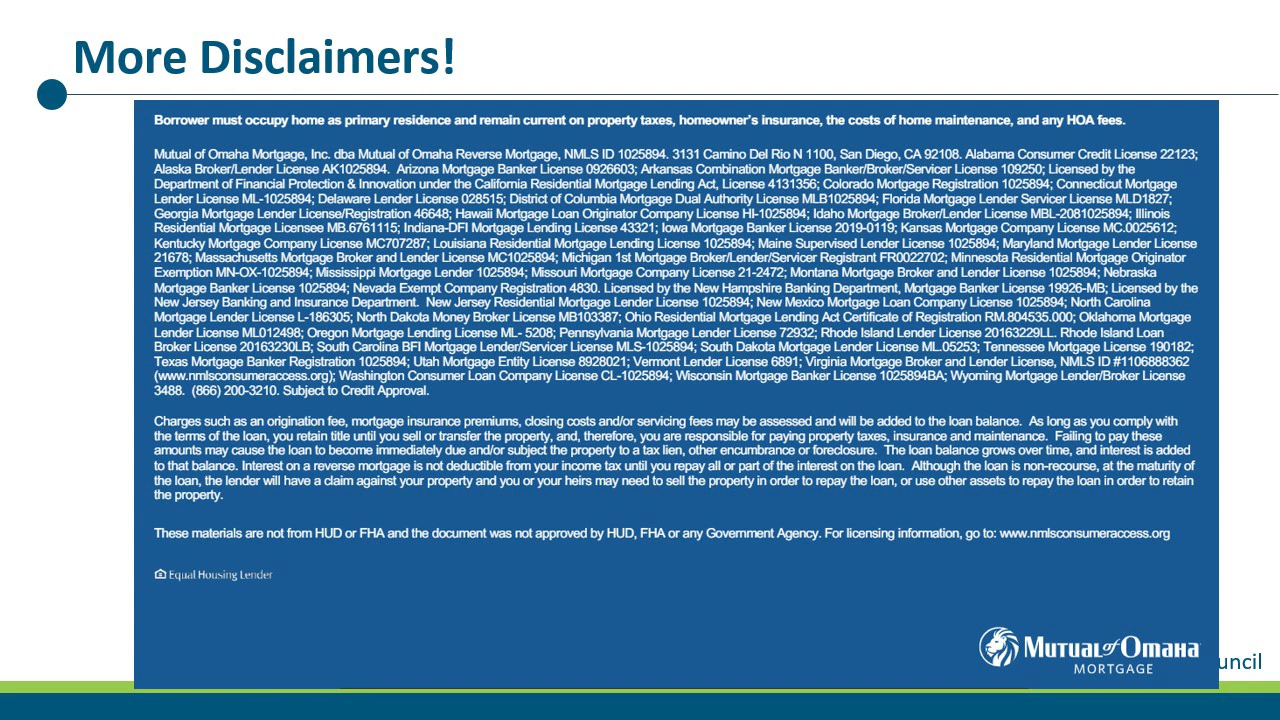 More Disclaimers!
Borrower must occupy home as primary residence and remain current on property taxes, homeowner's insurance, the costs of home maintenance, and any HOA fees.
Mutual of Omaha Mortgage, Inc. dba Mutual of Omaha Reverse Mortgage, NMLS ID 1025894. 3131 Camino Del Rio N 1100, San Diego, CA 92108. Alabama Consumer Credit License 22123;
Alaska Broker/Lender License AK1025894. Arizona Mortgage Banker License 0926603; Arkansas Combination Mortgage Banker/Broker/Servicer License 109250; Licensed by the
Department of Financial Protection & Innovation under the California Residential Mortgage Lending Act, License 4131356; Colorado Mortgage Registration 1025894; Connecticut Mortgage
Lender License ML-1025894; Delaware Lender License 028515; District of Columbia Mortgage Dual Authority License MLB1025894; Florida Mortgage Lender Servicer License MLD1827;
Georgia Mortgage Lender License/Registration 46648; Hawaii Mortgage Loan Originator Company License HI-1025894; Idaho Mortgage Broker/Lender License MBL-2081025894; Illinois
Residential Mortgage Licensee MB.6761115; Indiana-DFI Mortgage Lending License 43321; Iowa Mortgage Banker License 2019-0119; Kansas Mortgage Company License MC.0025612;
Kentucky Mortgage Company License MC707287; Louisiana Residential Mortgage Lending License 1025894; Maine Supervised Lender License 1025894; Maryland Mortgage Lender License
21678; Massachusetts Mortgage Broker and Lender License MC1025894; Michigan 1st Mortgage Broker/Lender/Servicer Registrant FR0022702; Minnesota Residential Mortgage Originator
Exemption MN-OX-1025894; Mississippi Mortgage Lender 1025894; Missouri Mortgage Company License 21-2472; Montana Mortgage Broker and Lender License 1025894; Nebraska
Mortgage Banker License 1025894; Nevada Exempt Company Registration 4830. Licensed by the New Hampshire Banking Department, Mortgage Banker License 19926-MB; Licensed by the
New Jersey Banking and Insurance Department. New Jersey Residential Mortgage Lender License 1025894; New Mexico Mortgage Loan Company License 1025894; North Carolina
Mortgage Lender License L-186305; North Dakota Money Broker License MB103387; Ohio Residential Mortgage Lending Act Certificate of Registration RM.804535.000; Oklahoma Mortgage
Lender License ML012498; Oregon Mortgage Lending License ML- 5208; Pennsylvania Mortgage Lender License 72932; Rhode Island Lender License 20163229LL. Rhode Island Loan
Broker License 20163230LB; South Carolina BFI Mortgage Lender/Servicer License MLS-1025894; South Dakota Mortgage Lender License ML.05253; Tennessee Mortgage License 190182;
Texas Mortgage Banker Registration 1025894; Utah Mortgage Entity License 8928021; Vermont Lender License 6891; Virginia Mortgage Broker and Lender License, NMLS ID #1106888362
(www.nmlsconsumeraccess.org); Washington Consumer Loan Company License CL-1025894; Wisconsin Mortgage Banker License 1025894BA; Wyoming Mortgage Lender/Broker License
3488. (866) 200-3210. Subject to Credit Approval.
Charges such as an origination fee, mortgage insurance premiums, closing costs and/or servicing fees may be assessed and will be added to the loan balance. As long as you comply with
the terms of the loan, you retain title until you sell or transfer the property, and, therefore, you are responsible for paying property taxes, insurance and maintenance. Failing to pay these
amounts may cause the loan to become immediately due and/or subject the property to a tax lien, other encumbrance or foreclosure. The loan balance grows over time, and interest is added
to that balance. Interest on a reverse mortgage is not deductible from your income tax until you repay all or part of the interest on the loan. Although the loan is non-recourse, at the maturity of
the loan, the lender will have a claim against your property and you or your heirs may need to sell the property in order to repay the loan, or use other assets to repay the loan in order to retain
the property.
These materials are not from HUD or FHA and the document was not approved by HUD, FHA or any Government Agency. For licensing information, go to: www.nmlsconsumeraccess.org
Equal Housing Lender
Mutual of Omaha
MORTGAGE
uncil